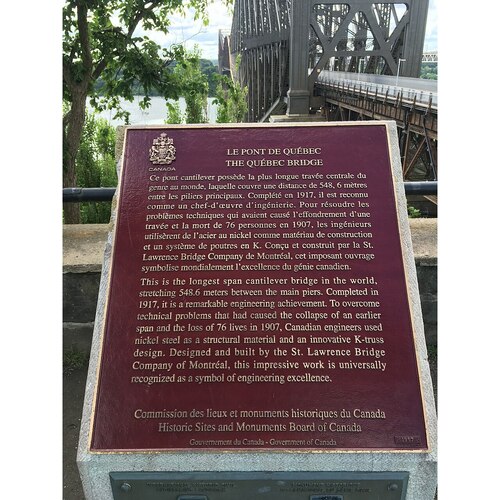 CANADA
LE PONT DE QUÉBEC
THE QUÉBEC BRIDGE
Ce pont cantilever possède la plus longue travée centrale du
genre au monde, laquelle couvre une distance de 548, 6 mètres
entre les piliers principaux. Complété en 1917, il est reconnu
comme un chef-d'œuvre d'ingénierie. Pour résoudre les
problèmes techniques qui avaient causé l'effondrement d'une
travée et la mort de 76 personnes en 1907, les ingénieurs
utilisèrent de l'acier au nickel comme matériau de construction
et un système de poutres en K. Conçu et construit par la St.
Lawrence Bridge Company de Montréal, cet imposant ouvrage
symbolise mondialement l'excellence du génie canadien.
This is the longest span cantilever bridge in the world,
stretching 548.6 meters between the main piers. Completed in
1917, it is a remarkable engineering achievement. To overcome
technical problems that had caused the collapse of an earlier
span and the loss of 76 lives in 1907, Canadian engineers used
nickel steel as a structural material and an innovative K-truss
design. Designed and built by the St. Lawrence Bridge
Company of Montréal, this impressive work is universally
recognized as a symbol of engineering excellence.
Commission des lieux et monuments historiques du Canada
Historic Sites and Monuments Board of Canada
Gouvernement du Canada - Government of Canada